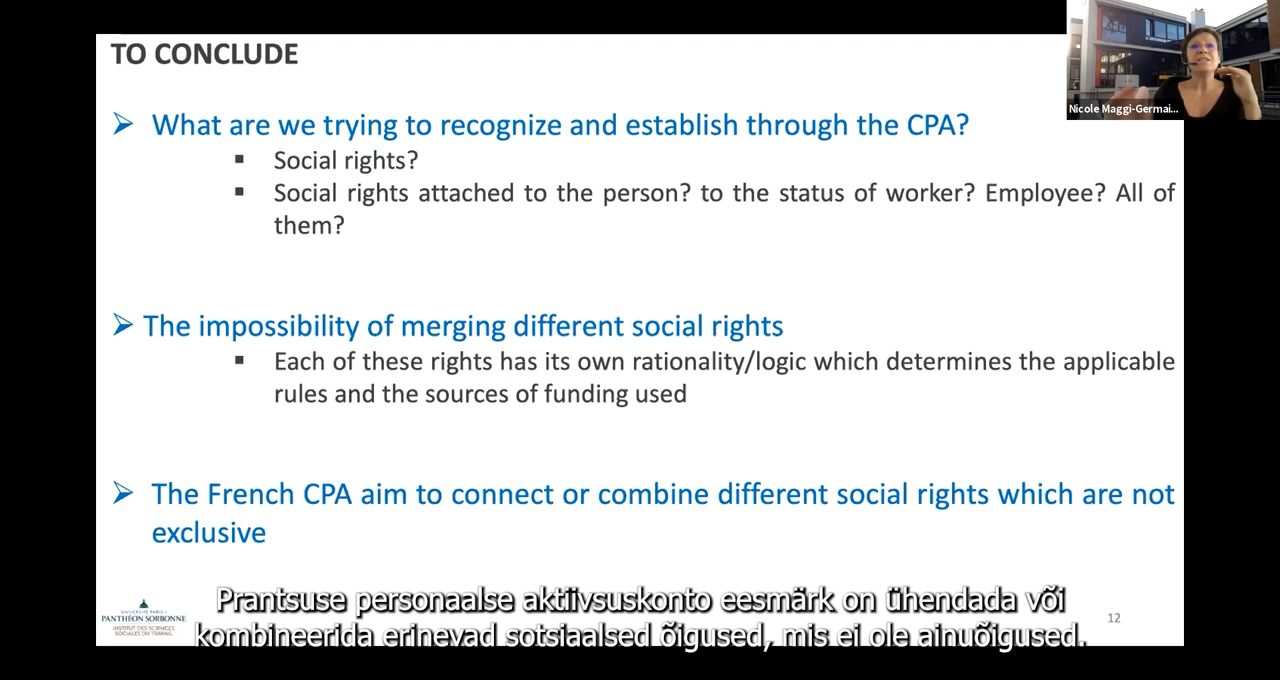 TO CONCLUDE
Nicole Maggi-Germai...
➢ What are we trying to recognize and establish through the CPA?
▪ Social rights?
▪ Social rights attached to the person? to the status of worker? Employee? All of
them?
➢ The impossibility of merging different social rights
▪ Each of these rights has its own rationality/logic which determines the applicable
rules and the sources of funding used
➢ The French CPA aim to connect or combine different social rights which are not
exclusive
Prantsuse personaalse aktiivsuskonto eesmärk on ühendada või
kombineerida erinevad sotsiaalsed õigused, mis ei ole ainuõigused.
UNIVERSITÉ PARIS 1
PANTHÉON SORBONNE
INSTITUT DES SCIENCES
SOCIALES DU TRAVAIL
12